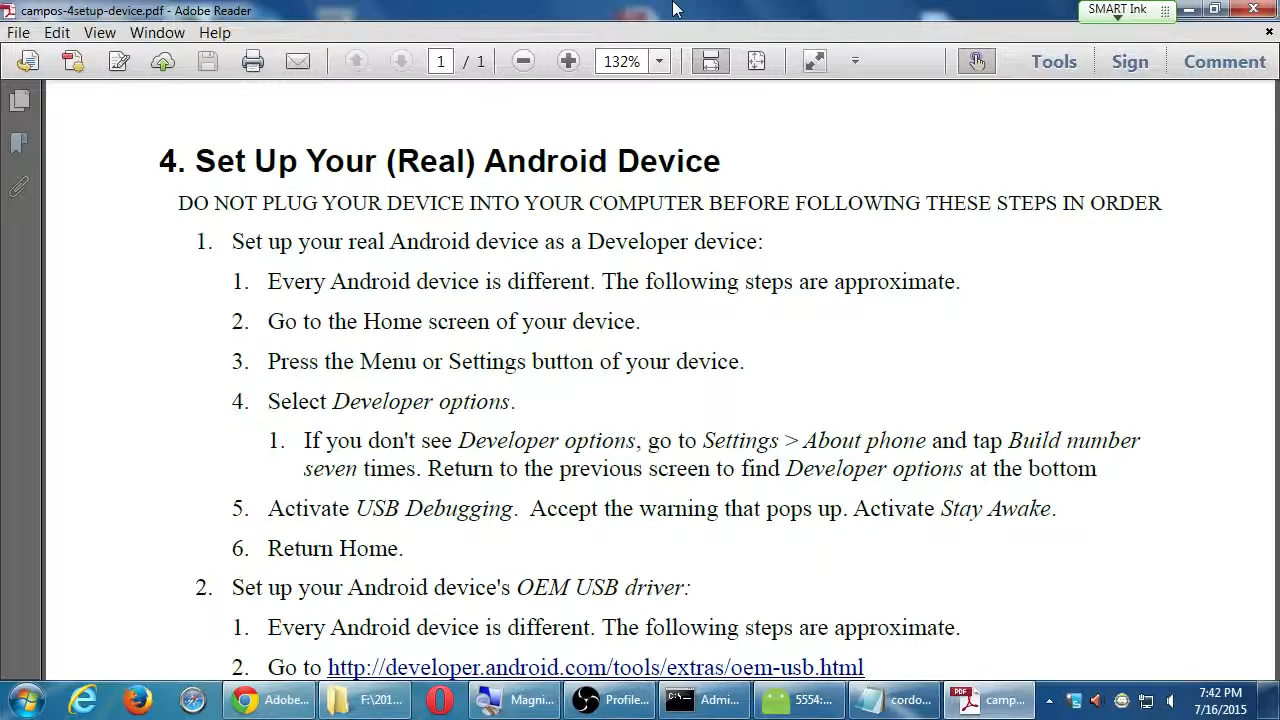 campos-4setup-device.pdf - Adobe Reader
SMART Ink
File Edit View Window Help
1 / 1 132% Tools Sign Comment
4. Set Up Your (Real) Android Device
DO NOT PLUG YOUR DEVICE INTO YOUR COMPUTER BEFORE FOLLOWING THESE STEPS IN ORDER
1. Set up your real Android device as a Developer device:
1. Every Android device is different. The following steps are approximate.
2. Go to the Home screen of your device.
3. Press the Menu or Settings button of your device.
4. Select Developer options.
1. If you don't see Developer options, go to Settings > About phone and tap Build number
seven times. Return to the previous screen to find Developer options at the bottom
5. Activate USB Debugging. Accept the warning that pops up. Activate Stay Awake.
6. Return Home.
2. Set up your Android device's OEM USB driver:
1. Every Android device is different. The following steps are approximate.
2. Go to http://developer.android.com/tools/extras/oem-usb.html
Adobe... F:\201... Magni... Profile... Admi... 5554:... cordo... PDF camp... 7:42 PM
7/16/2015